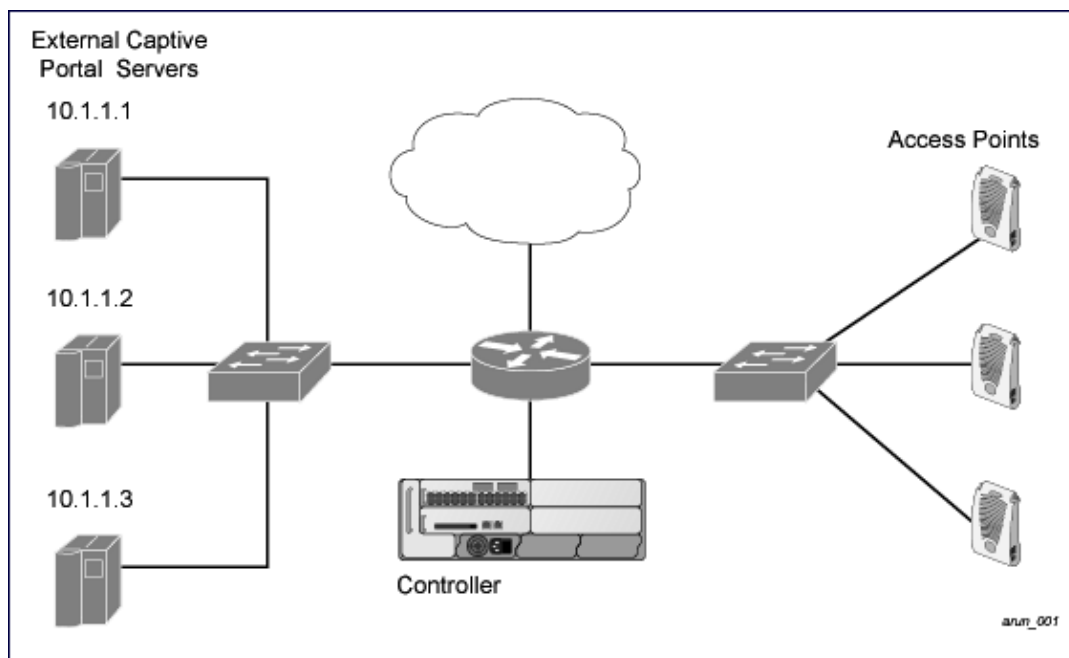 External Captive
Portal Servers
10.1.1.1
Access Points
10.1.1.2
10.1.1.3
Controller
arun_001